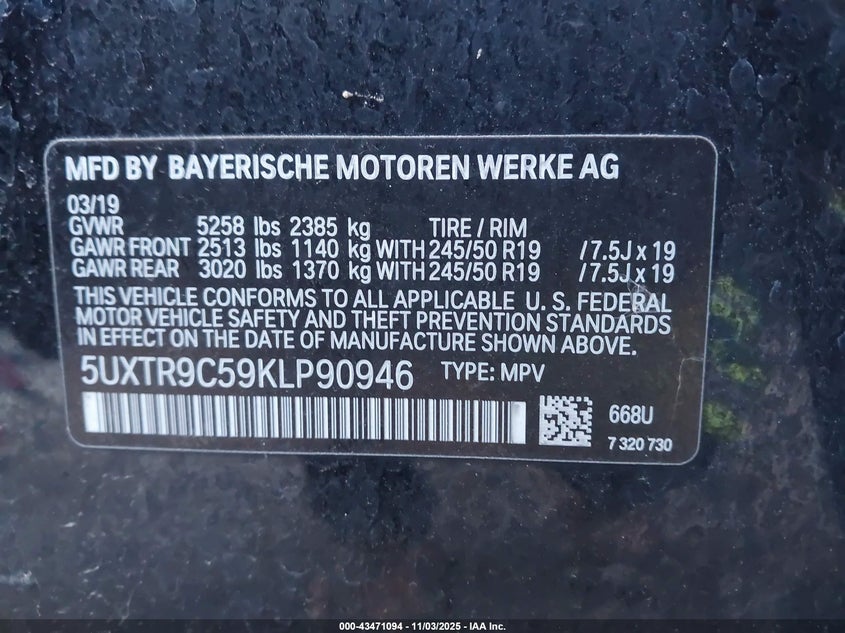 MFD BY BAYERISCHE MOTOREN WERKE AG
03/19
GVWR 5258 lbs 2385 kg TIRE / RIM
GAWR FRONT 2513 lbs 1140 kg WITH 245/50 R19 / 7.5J x 19
GAWR REAR 3020 lbs 1370 kg WITH 245/50 R19 / 7.5J x 19
THIS VEHICLE CONFORMS TO ALL APPLICABLE U. S. FEDERAL
MOTOR VEHICLE SAFETY AND THEFT PREVENTION STANDARDS
IN EFFECT ON THE DATE OF MANUFACTURE SHOWN ABOVE.
5UXTR9C59KLP90946 TYPE: MPV
668U
7 320 730
000-43471094 - 11/03/2025 - IAA Inc.